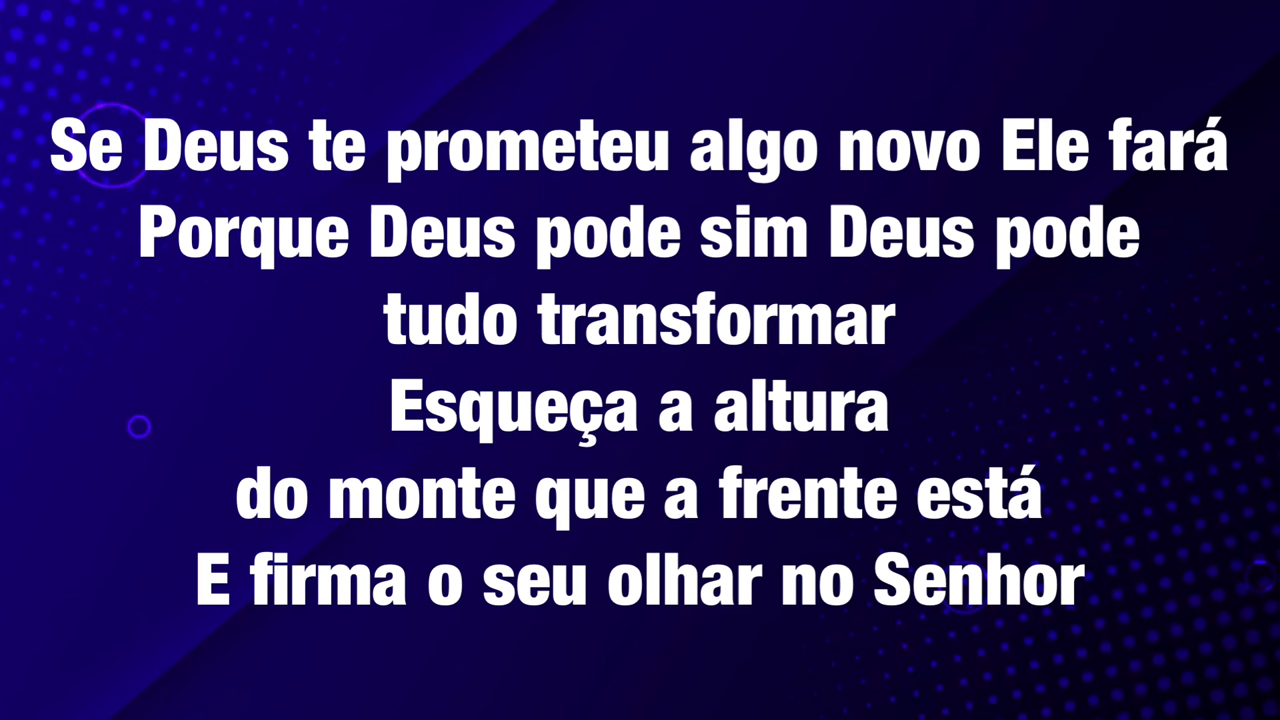 Se Deus te prometeu algo novo Ele fará
Porque Deus pode sim Deus pode
tudo transformar
Esqueça a altura
do monte que a frente está
E firma o seu olhar no Senhor